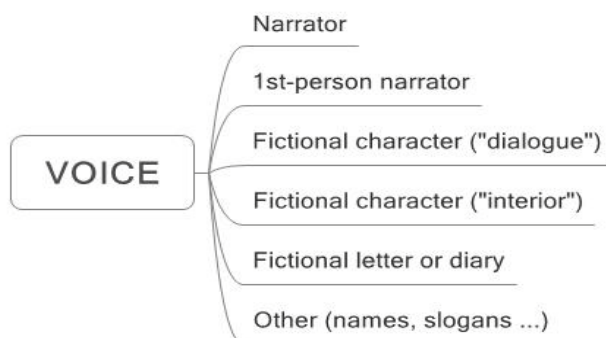 Narrator
1st-person narrator
Fictional character ("dialogue")
VOICE
Fictional character ("interior")
Fictional letter or diary
Other (names, slogans ...)